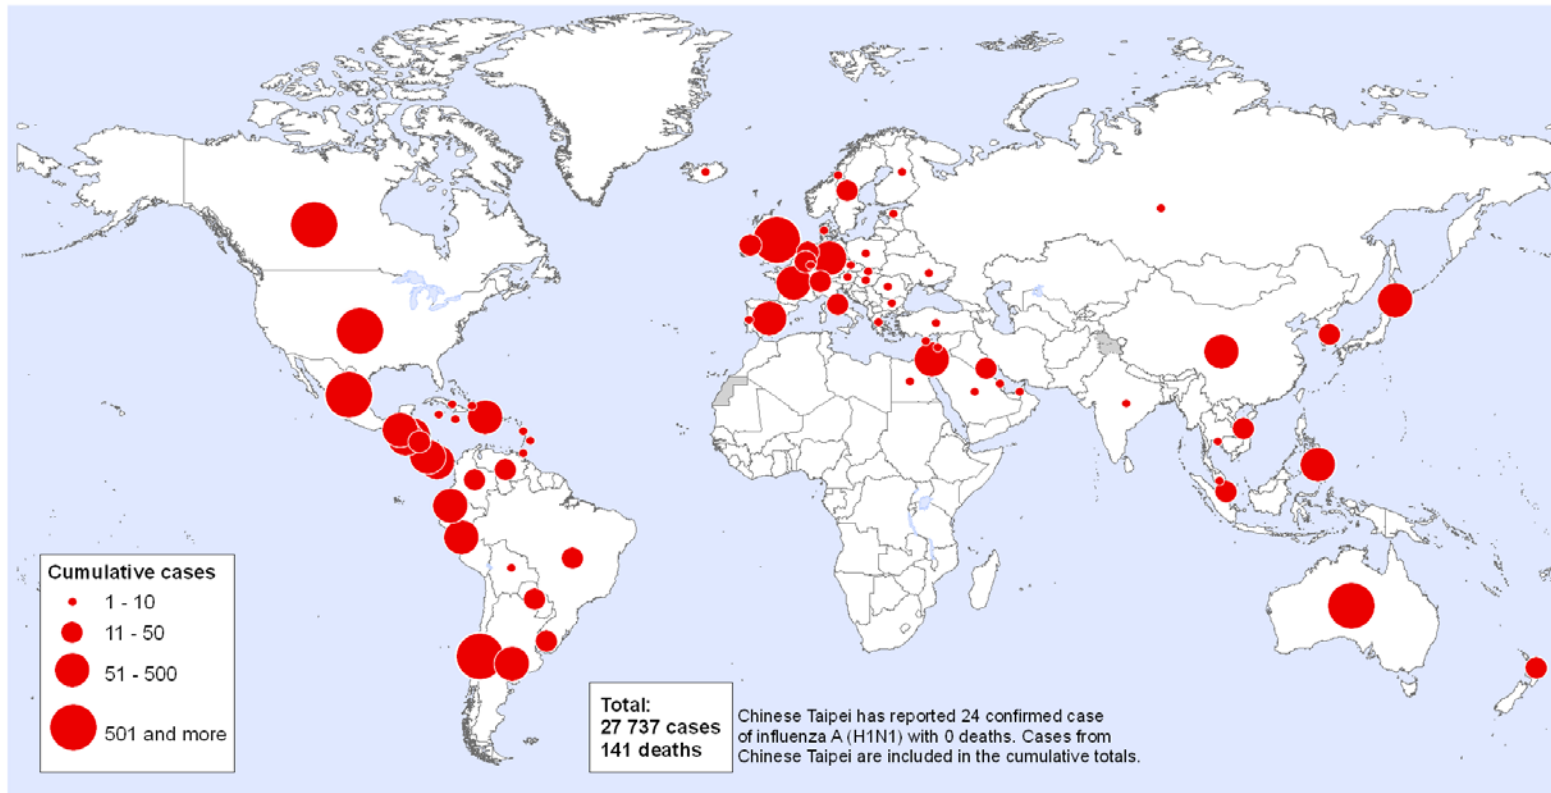 Cumulative cases
1 - 10
11 - 50
51 - 500
501 and more
Total:
27 737 cases
141 deaths
Chinese Taipei has reported 24 confirmed case
of influenza A (H1N1) with 0 deaths. Cases from
Chinese Taipei are included in the cumulative totals.